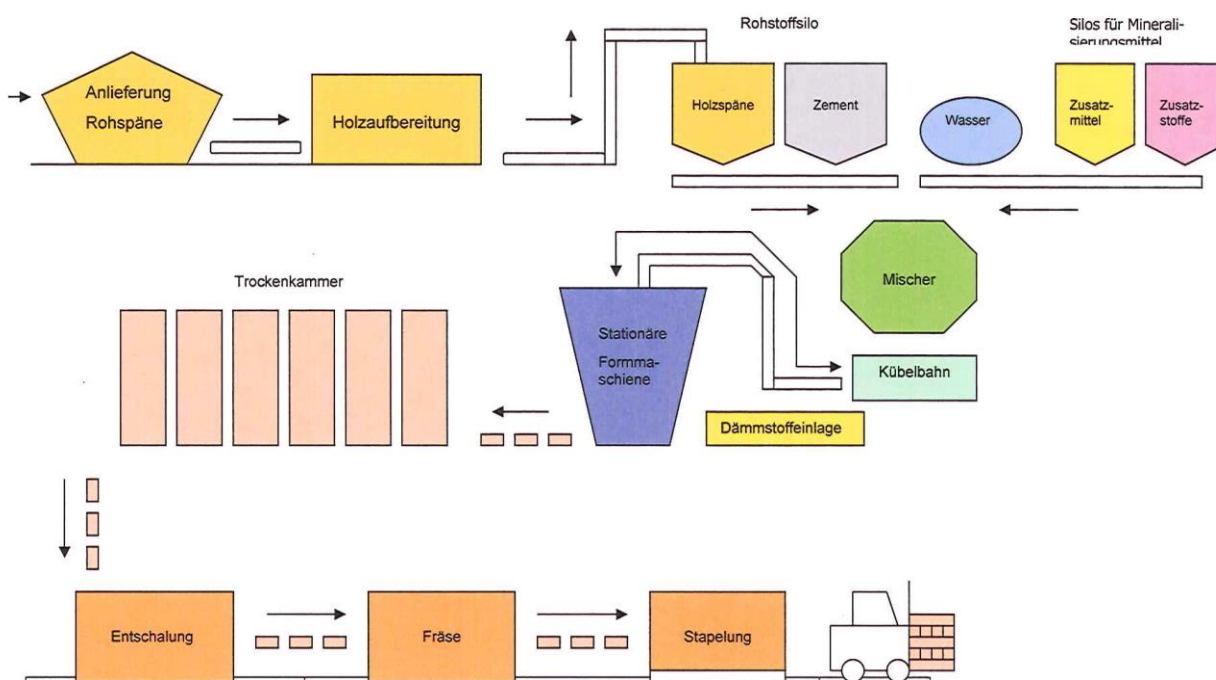 Rohstoffsilo
Silos für Minerali-
sierungsmittel
Anlieferung
Rohspäne
Holzaufbereitung
Holzspäne
Zement
Wasser
Zusatz-
mittel
Zusatz-
stoffe
Mischer
Trockenkammer
Stationäre
Formma-
schiene
Kübelbahn
Dämmstoffeinlage
Entschalung
Fräse
Stapelung